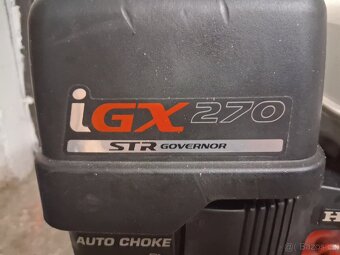 iGX 270
STR GOVERNOR
AUTO CHOKE
H